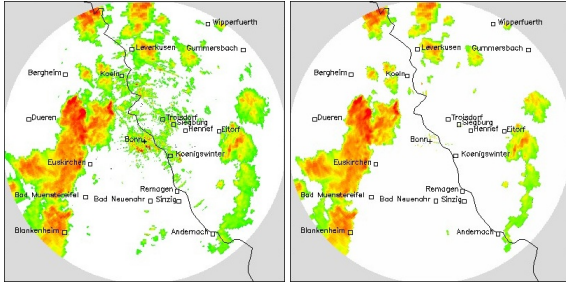 Wipperfuerth
Leverkusen
Gummersbach
Bergheim
Koeln
Dueren
Troisdorf
Siegburg
Hennef
Eitorf
Bonn
Koenigswinter
Euskirchen
Remagen
Bad Muenstereifel
Bad Neuenahr
Sinzig
Blankenheim
Andernach
Wipperfuerth
Leverkusen
Gummersbach
Bergheim
Koeln
Dueren
Troisdorf
Siegburg
Hennef
Eitorf
Bonn
Koenigswinter
Euskirchen
Remagen
Bad Muenstereifel
Bad Neuenahr
Sinzig
Blankenheim
Andernach